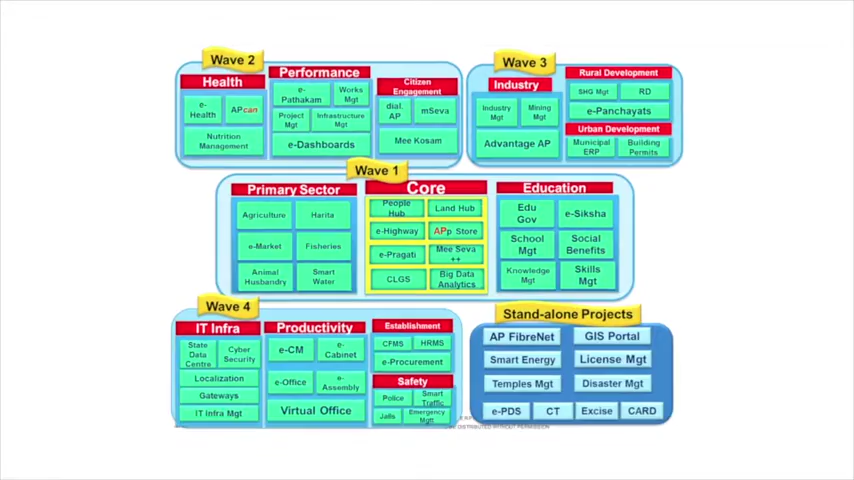 Wave 2
Health
e-
Health
APcan
Nutrition
Management
Performance
e-
Pathakam
Works
Mgt
Project
Mgt
Infrastructure
Mgt
e-Dashboards
Citizen
Engagement
dial.
AP
mSeva
Mee Kosam
Wave 3
Industry
Industry
Mgt
Mining
Mgt
Advantage AP
Rural Development
SHG Mgt
RD
e-Panchayats
Urban Development
Municipal
ERP
Building
Permits
Wave 1
Primary Sector
Agriculture
Harita
e-Market
Fisheries
Animal
Husbandry
Smart
Water
Core
People
Hub
Land Hub
e-Highway
APp Store
e-Pragati
Mee Seva
++
CLGS
Big Data
Analytics
Education
Edu
Gov
e-Siksha
School
Mgt
Social
Benefits
Knowledge
Mgt
Skills
Mgt
Wave 4
IT Infra
State
Data
Centre
Cyber
Security
Localization
Gateways
IT Infra Mgt
Productivity
e-CM
e-
Cabinet
e-Office
e-
Assembly
Virtual Office
Establishment
CFMS
HRMS
e-Procurement
Safety
Police
Smart
Traffic
Jails
Emergency
Mgt
Stand-alone Projects
AP FibreNet
GIS Portal
Smart Energy
License Mgt
Temples Mgt
Disaster Mgt
e-PDS
CT
Excise
CARD
DISTRIBUTED WITHOUT PERMISSION